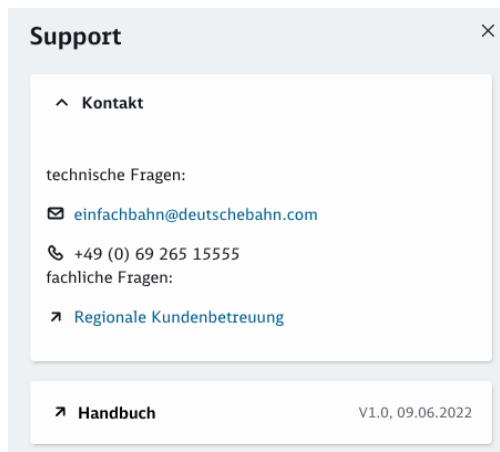 Support
Kontakt
technische Fragen:
einfachbahn@deutschebahn.com
+49 (0) 69 265 15555
fachliche Fragen:
Regionale Kundenbetreuung
Handbuch V1.0, 09.06.2022